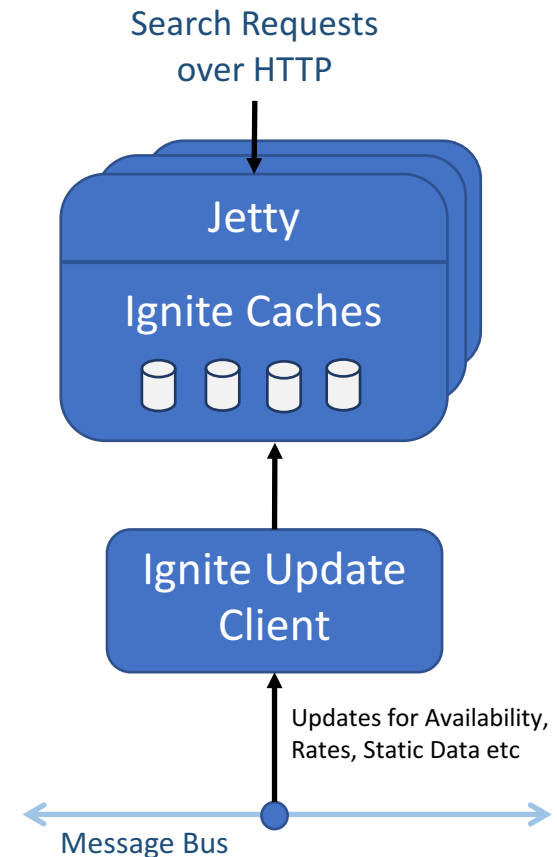 Search Requests
over HTTP
Jetty
Ignite Caches
Ignite Update
Client
Updates for Availability,
Rates, Static Data etc
Message Bus